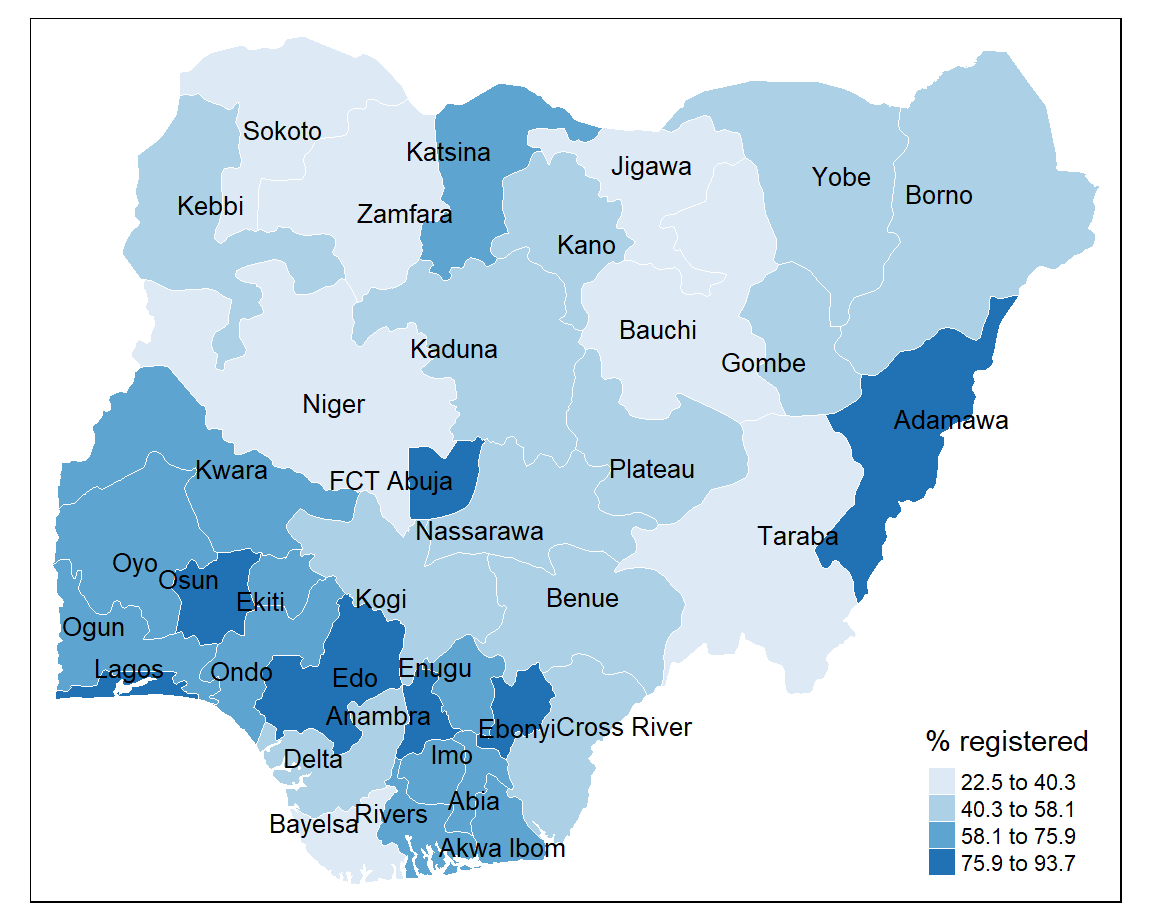 Sokoto
Katsina
Jigawa
Yobe
Borno
Kebbi
Zamfara
Kano
Bauchi
Kaduna
Gombe
Niger
Adamawa
Kwara
FCT Abuja
Plateau
Nassarawa
Taraba
Oyo
Osun
Ekiti
Kogi
Benue
Ogun
Lagos
Ondo
Edo
Enugu
Anambra
Ebonyi
Cross River
Delta
Imo
Abia
Rivers
Bayelsa
Akwa Ibom
% registered
22.5 to 40.3
40.3 to 58.1
58.1 to 75.9
75.9 to 93.7